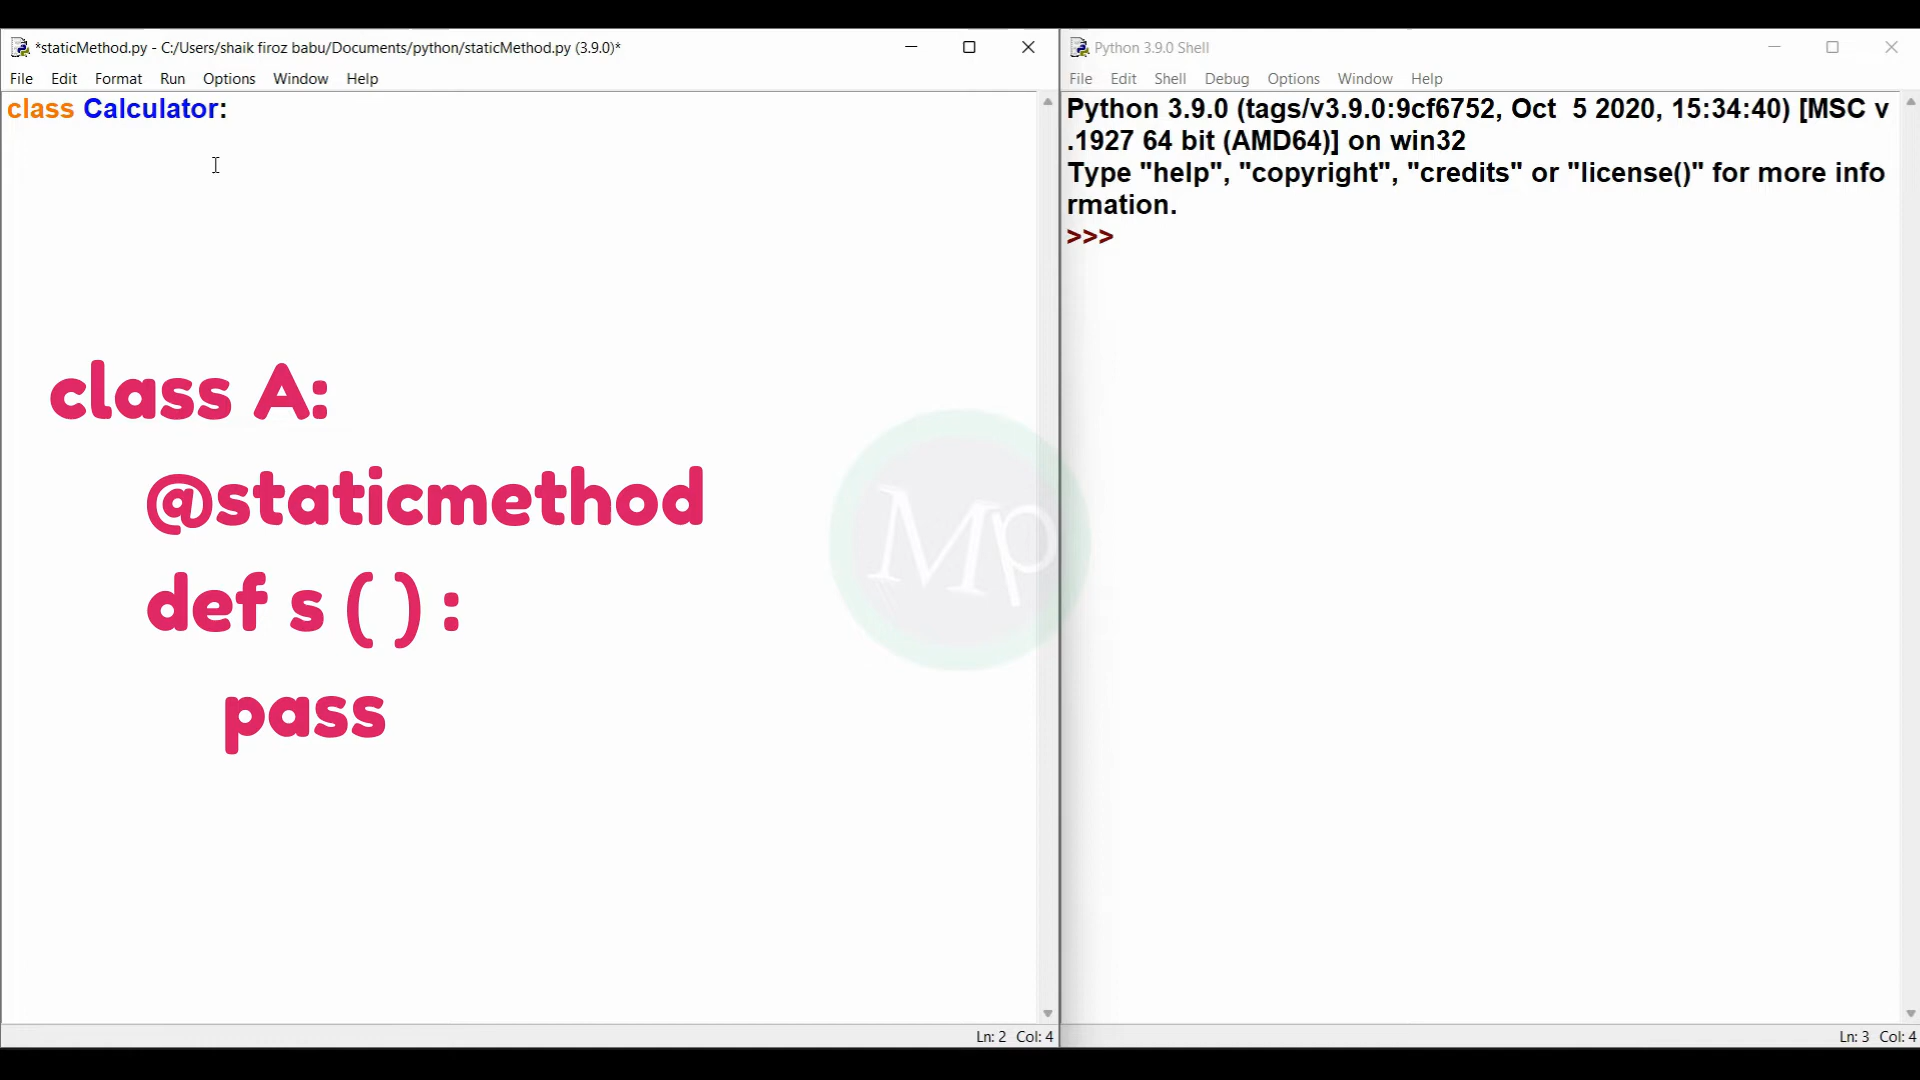 *staticMethod.py - C:/Users/shaik firoz babu/Documents/python/staticMethod.py (3.9.0)*
File Edit Format Run Options Window Help
class Calculator:
class A:
@staticmethod
def s ( ) :
pass
Ln: 2 Col: 4
Python 3.9.0 Shell
File Edit Shell Debug Options Window Help
Python 3.9.0 (tags/v3.9.0:9cf6752, Oct  5 2020, 15:34:40) [MSC v
.1927 64 bit (AMD64)] on win32
Type "help", "copyright", "credits" or "license()" for more info
rmation.
>>>
Ln: 3 Col: 4
Mp